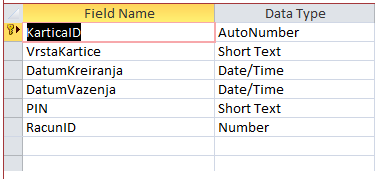 Field Name Data Type
KarticaID AutoNumber
VrstaKartice Short Text
DatumKreiranja Date/Time
DatumVazenja Date/Time
PIN Short Text
RacunID Number